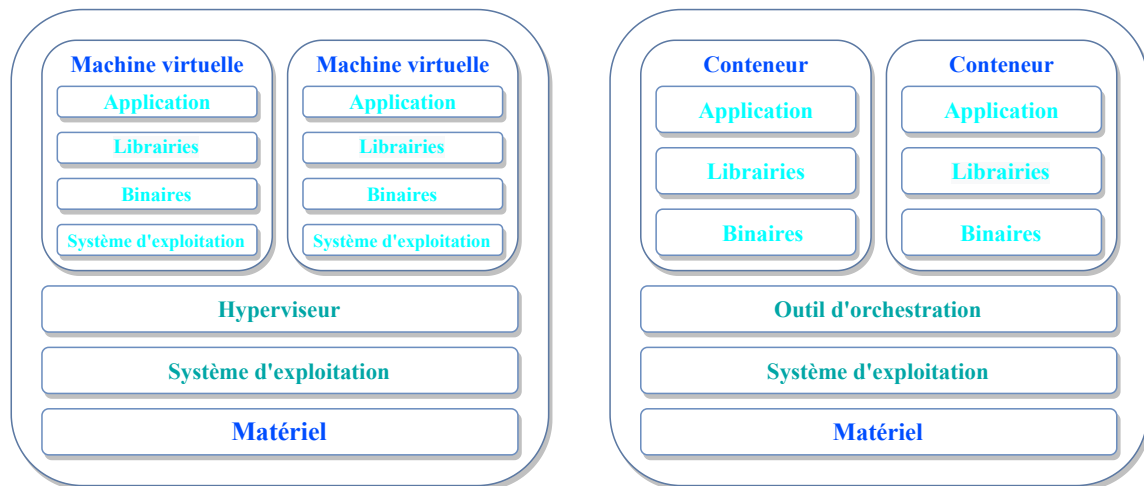 Machine virtuelle
Application
Librairies
Binaires
Système d'exploitation
Machine virtuelle
Application
Librairies
Binaires
Système d'exploitation
Hyperviseur
Système d'exploitation
Matériel
Conteneur
Application
Librairies
Binaires
Conteneur
Application
Librairies
Binaires
Outil d'orchestration
Système d'exploitation
Matériel